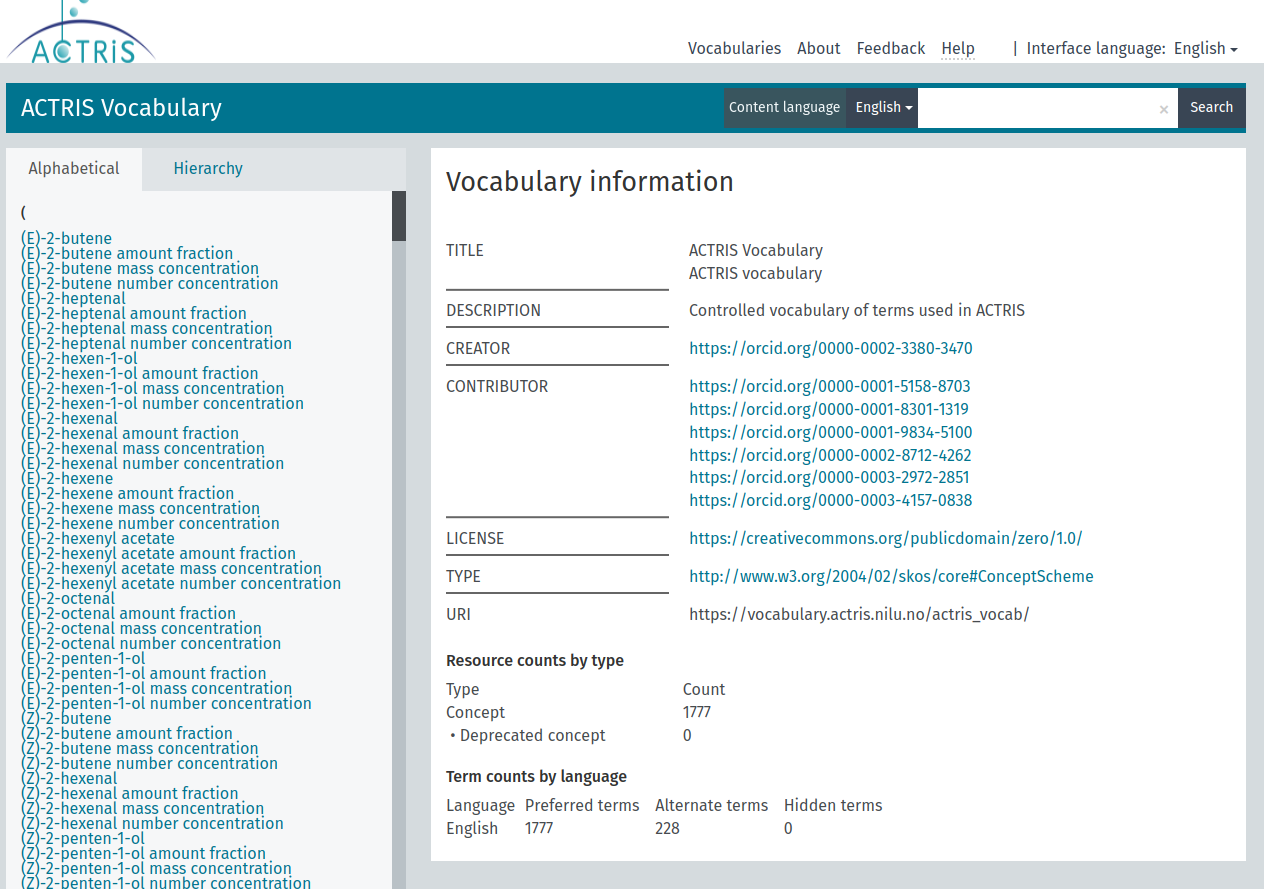 ACTRiS
Vocabularies About Feedback Help | Interface language: English
ACTRIS Vocabulary
Content language English × Search
Alphabetical Hierarchy
(
(E)-2-butene
(E)-2-butene amount fraction
(E)-2-butene mass concentration
(E)-2-butene number concentration
(E)-2-heptenal
(E)-2-heptenal amount fraction
(E)-2-heptenal mass concentration
(E)-2-heptenal number concentration
(E)-2-hexen-1-ol
(E)-2-hexen-1-ol amount fraction
(E)-2-hexen-1-ol mass concentration
(E)-2-hexen-1-ol number concentration
(E)-2-hexenal
(E)-2-hexenal amount fraction
(E)-2-hexenal mass concentration
(E)-2-hexenal number concentration
(E)-2-hexene
(E)-2-hexene amount fraction
(E)-2-hexene mass concentration
(E)-2-hexene number concentration
(E)-2-hexenyl acetate
(E)-2-hexenyl acetate amount fraction
(E)-2-hexenyl acetate mass concentration
(E)-2-hexenyl acetate number concentration
(E)-2-octenal
(E)-2-octenal amount fraction
(E)-2-octenal mass concentration
(E)-2-octenal number concentration
(E)-2-penten-1-ol
(E)-2-penten-1-ol amount fraction
(E)-2-penten-1-ol mass concentration
(E)-2-penten-1-ol number concentration
(Z)-2-butene
(Z)-2-butene amount fraction
(Z)-2-butene mass concentration
(Z)-2-butene number concentration
(Z)-2-hexenal
(Z)-2-hexenal amount fraction
(Z)-2-hexenal mass concentration
(Z)-2-hexenal number concentration
(Z)-2-penten-1-ol
(Z)-2-penten-1-ol amount fraction
(Z)-2-penten-1-ol mass concentration
(Z)-2-penten-1-ol number concentration
Vocabulary information
TITLE ACTRIS Vocabulary
ACTRIS vocabulary
DESCRIPTION Controlled vocabulary of terms used in ACTRIS
CREATOR https://orcid.org/0000-0002-3380-3470
CONTRIBUTOR https://orcid.org/0000-0001-5158-8703
https://orcid.org/0000-0001-8301-1319
https://orcid.org/0000-0001-9834-5100
https://orcid.org/0000-0002-8712-4262
https://orcid.org/0000-0003-2972-2851
https://orcid.org/0000-0003-4157-0838
LICENSE https://creativecommons.org/publicdomain/zero/1.0/
TYPE http://www.w3.org/2004/02/skos/core#ConceptScheme
URI https://vocabulary.actris.nilu.no/actris_vocab/
Resource counts by type
Type Count
Concept 1777
• Deprecated concept 0
Term counts by language
Language Preferred terms Alternate terms Hidden terms
English 1777 228 0